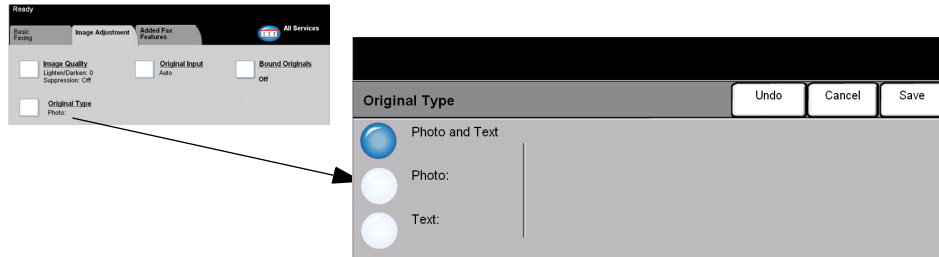 Ready
All Services
Basic
Faxing
Image Adjustment
Added Fax
Features
Image Quality
Lighten/Darken: 0
Suppression: Off
Original Input
Auto
Bound Originals
Off
Original Type
Photo:
Original Type
Undo
Cancel
Save
Photo and Text
Photo:
Text: